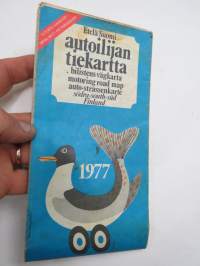 Etelä Suomi
autoilijan
tiekartta
bilistens vägkarta
motoring road map
auto-strassenkarte
södra-south-süd
Finland
1977